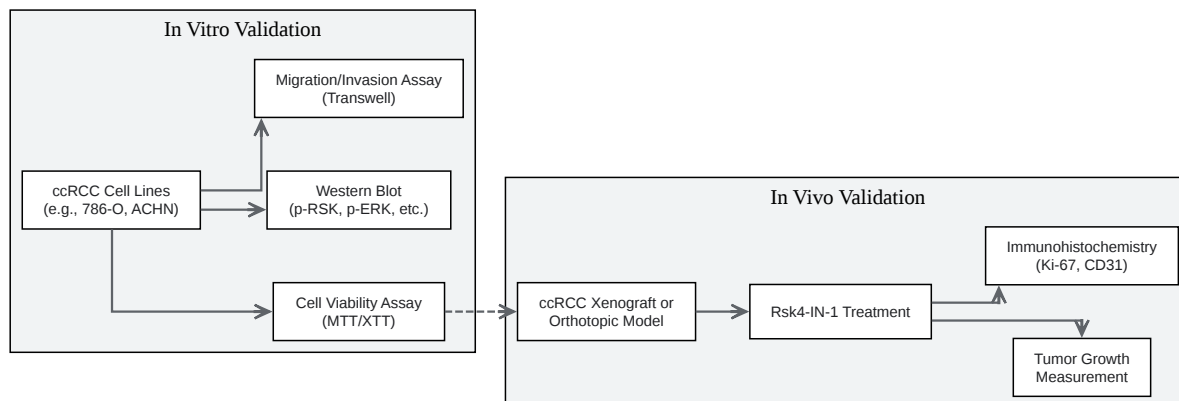 In Vitro Validation
Migration/Invasion Assay
(Transwell)
ccRCC Cell Lines
(e.g., 786-O, ACHN)
Western Blot
(p-RSK, p-ERK, etc.)
Cell Viability Assay
(MTT/XTT)
In Vivo Validation
ccRCC Xenograft or
Orthotopic Model
Rsk4-IN-1 Treatment
Immunohistochemistry
(Ki-67, CD31)
Tumor Growth
Measurement